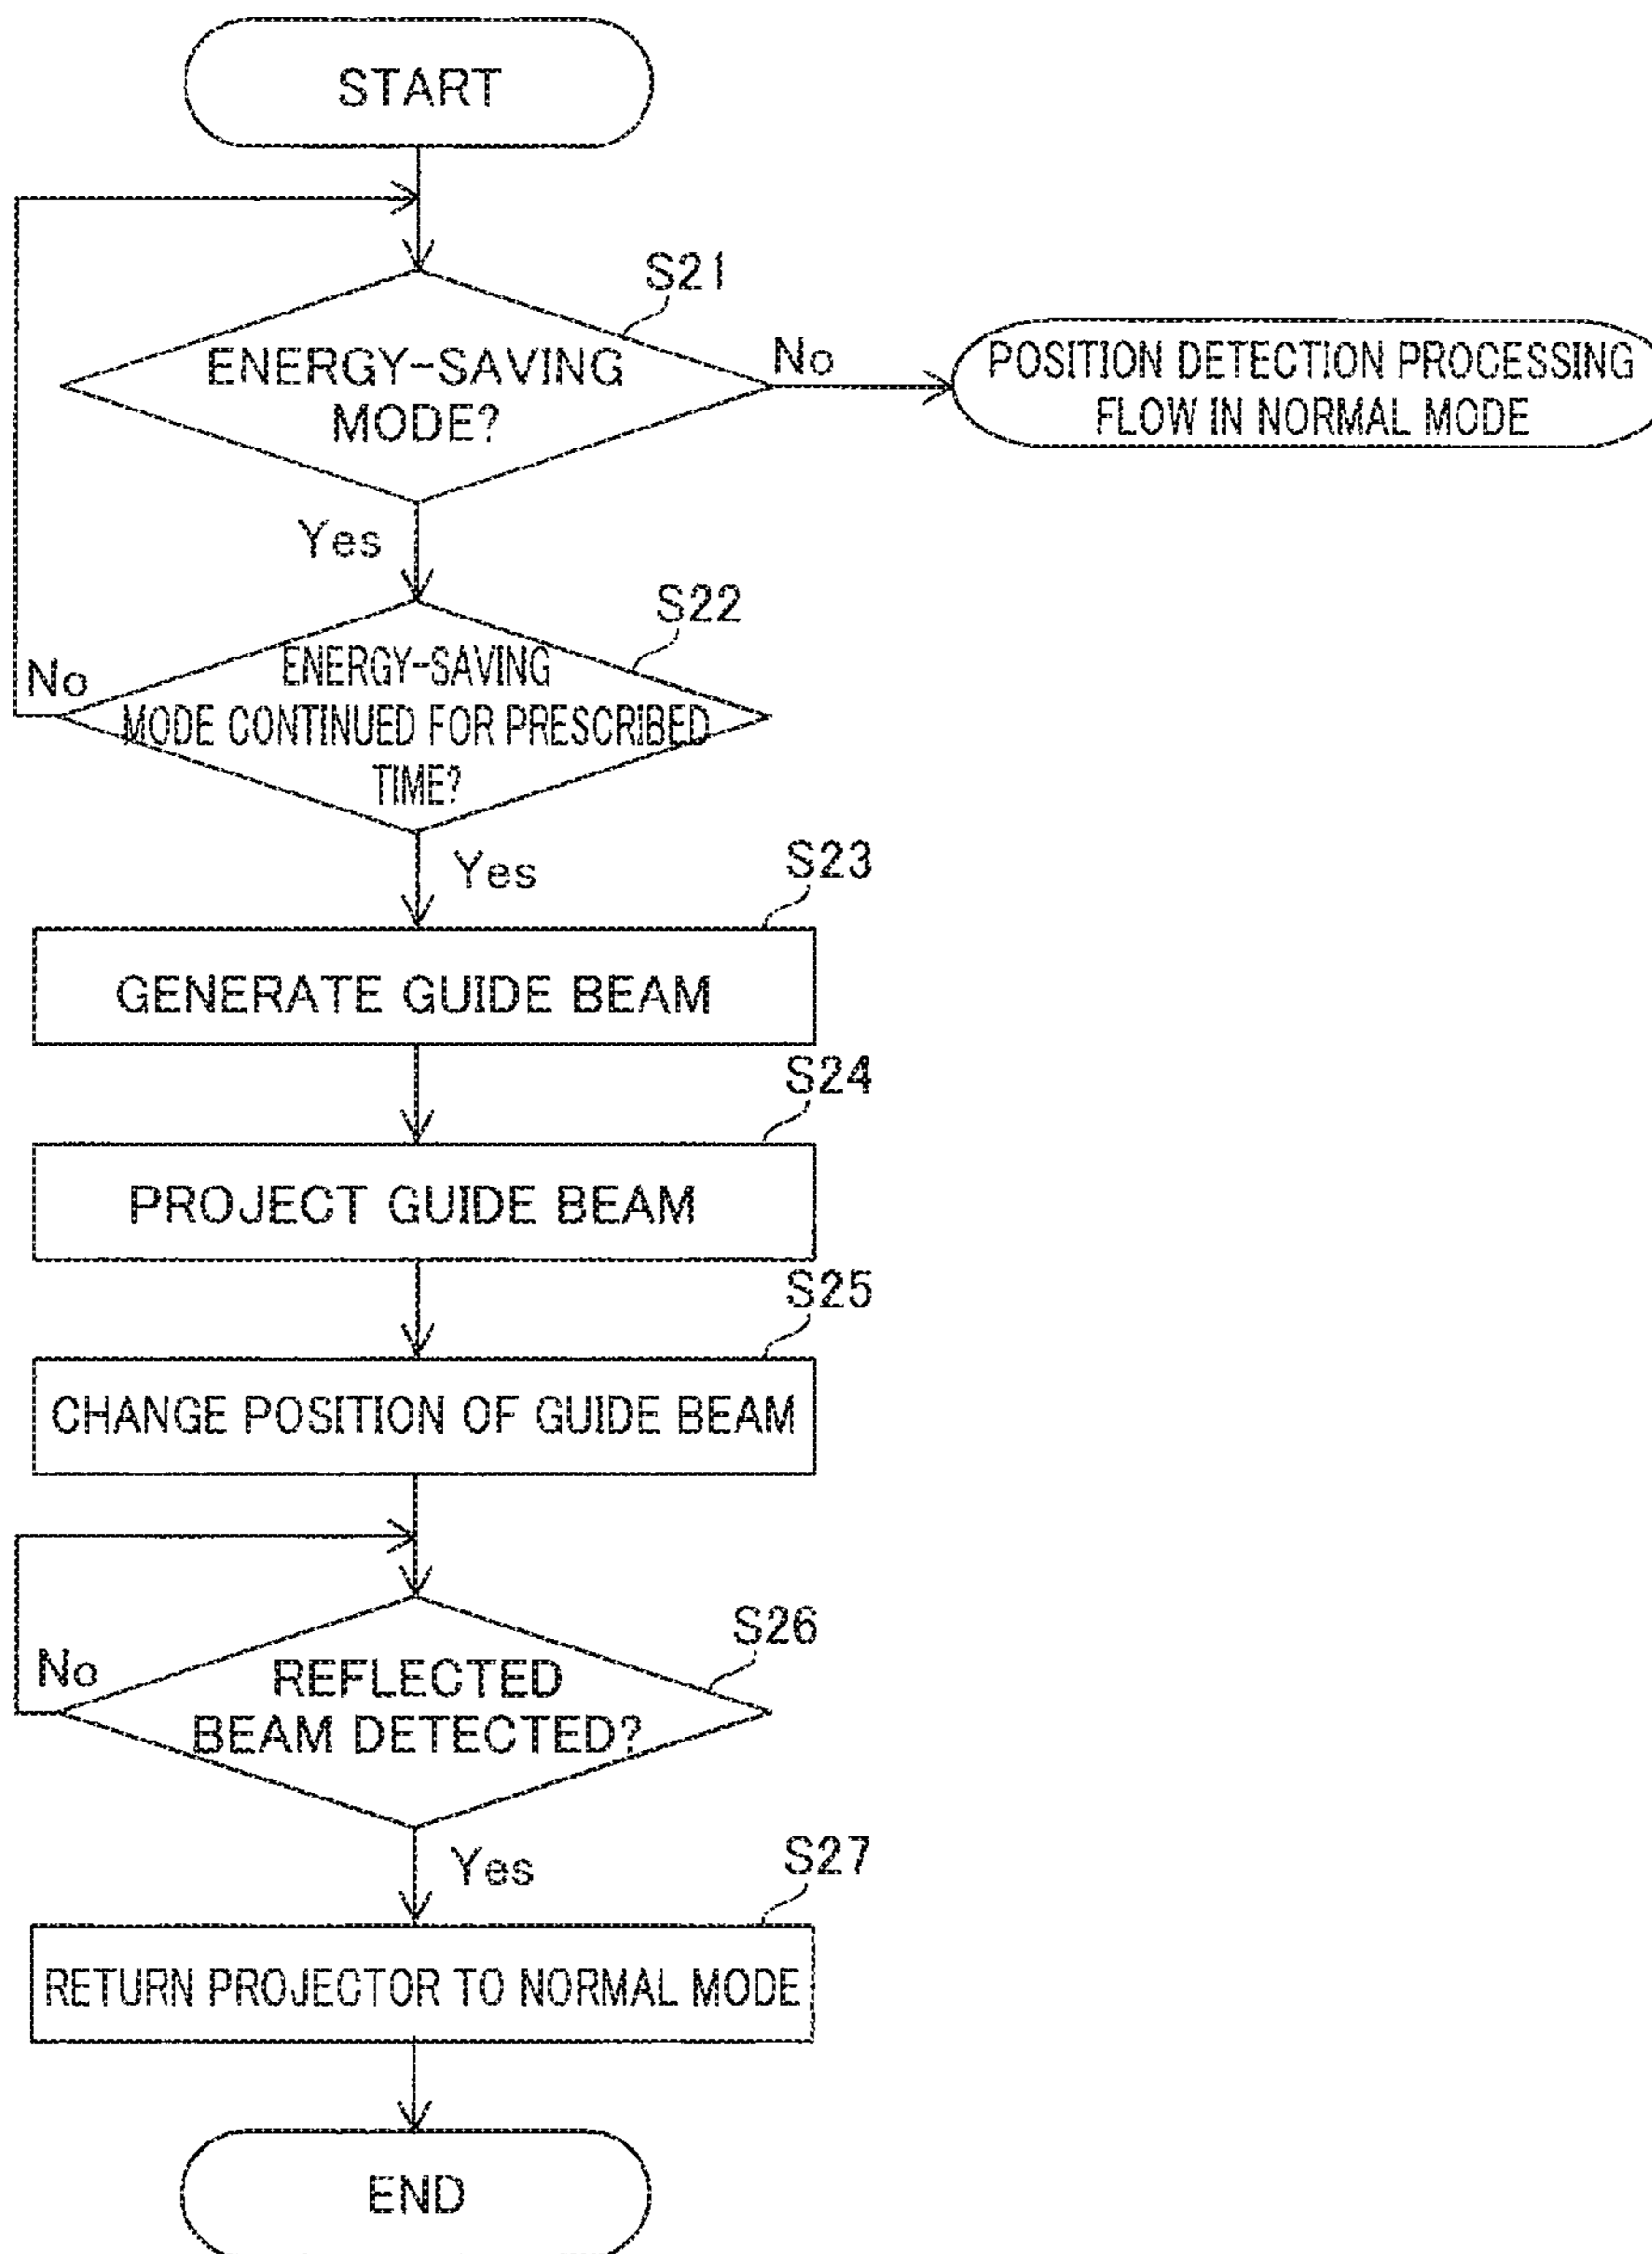 START
S21
ENERGY-SAVING
MODE?
No
POSITION DETECTION PROCESSING
FLOW IN NORMAL MODE
Yes
S22
No
ENERGY-SAVING
MODE CONTINUED FOR PRESCRIBED
TIME?
Yes
S23
GENERATE GUIDE BEAM
S24
PROJECT GUIDE BEAM
S25
CHANGE POSITION OF GUIDE BEAM
S26
No
REFLECTED
BEAM DETECTED?
Yes
S27
RETURN PROJECTOR TO NORMAL MODE
END